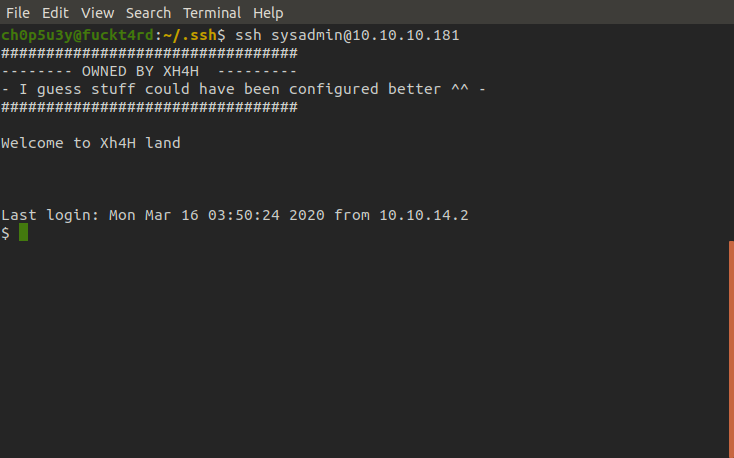 File Edit View Search Terminal Help
ch0p5u3y@fuckt4rd:~/.ssh$ ssh sysadmin@10.10.10.181
#################################
-------- OWNED BY XH4H  ---------
- I guess stuff could have been configured better ^^ -
#################################
Welcome to Xh4H land
Last login: Mon Mar 16 03:50:24 2020 from 10.10.14.2
$